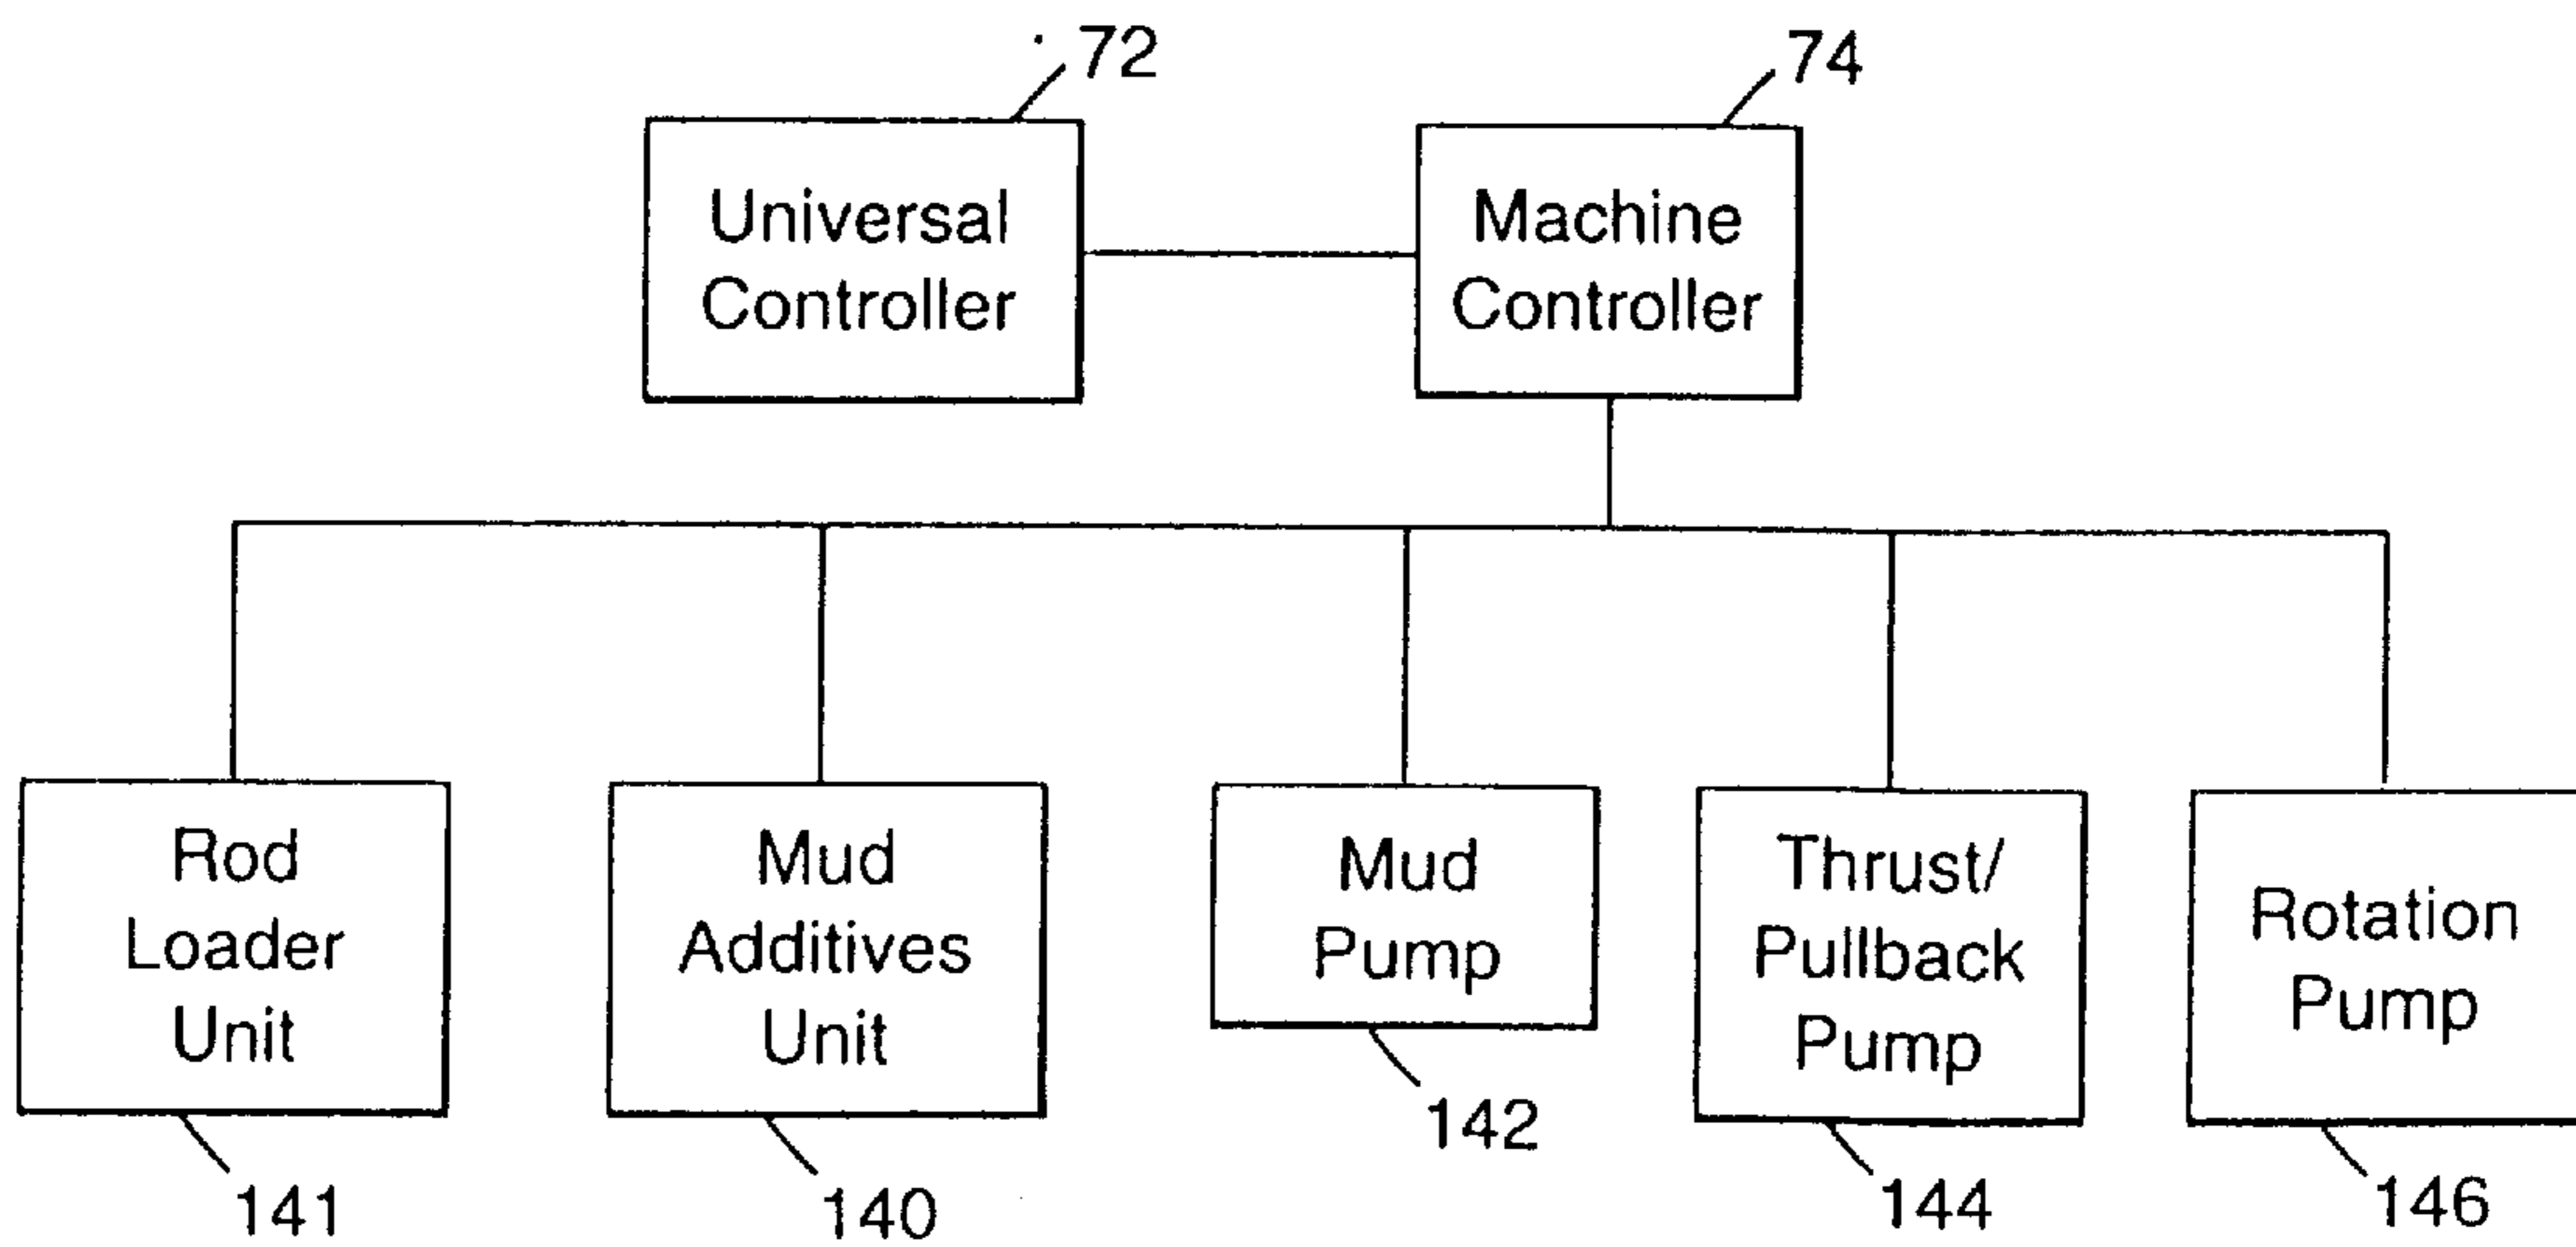 72
74
Universal
Controller
Machine
Controller
Rod
Loader
Unit
Mud
Additives
Unit
Mud
Pump
Thrust/
Pullback
Pump
Rotation
Pump
141
140
142
144
146